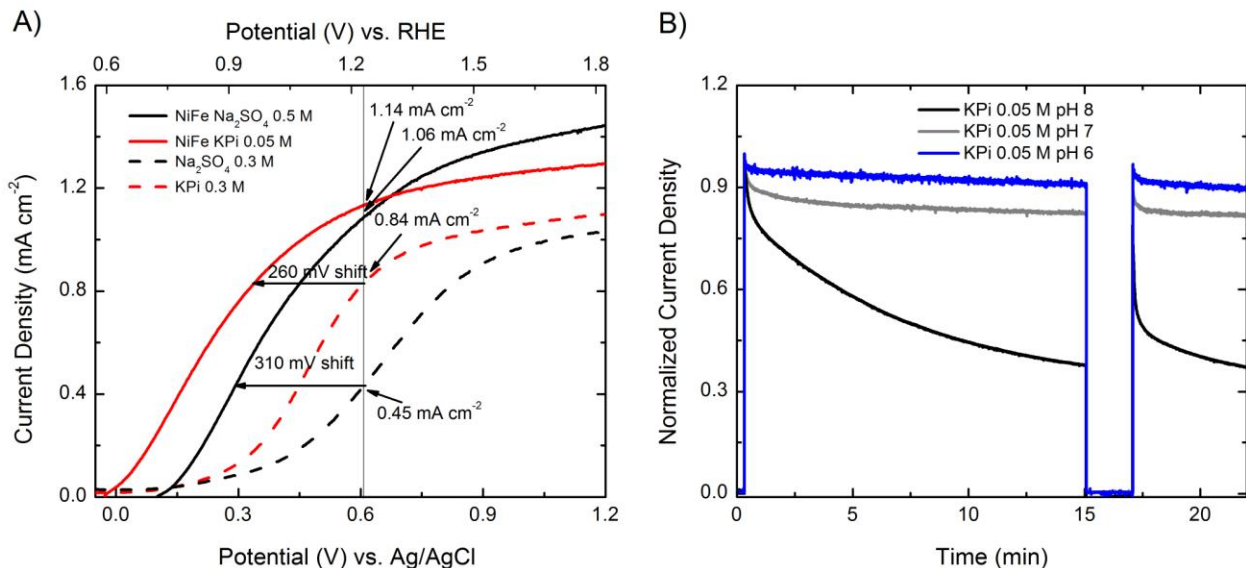 A)
Potential (V) vs. RHE
0.6 0.9 1.2 1.5 1.8
1.6
1.2
0.8
0.4
0.0
Current Density (mA cm⁻²)
NiFe Na₂SO₄ 0.5 M
NiFe KPi 0.05 M
Na₂SO₄ 0.3 M
KPi 0.3 M
1.14 mA cm⁻²
1.06 mA cm⁻²
0.84 mA cm⁻²
260 mV shift
310 mV shift
0.45 mA cm⁻²
0.0 0.3 0.6 0.9 1.2
Potential (V) vs. Ag/AgCl
B)
1.2
0.9
0.6
0.3
0.0
Normalized Current Density
KPi 0.05 M pH 8
KPi 0.05 M pH 7
KPi 0.05 M pH 6
0 5 10 15 20
Time (min)